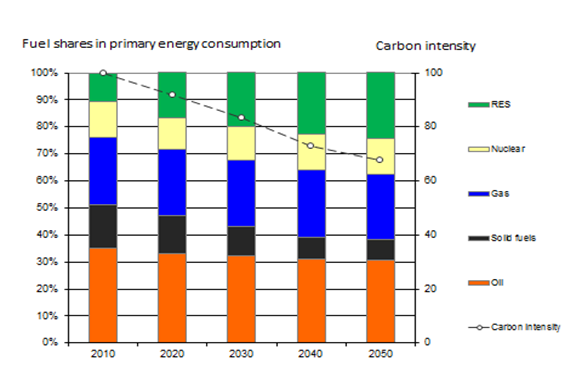 Fuel shares in primary energy consumption
Carbon intensity
100%
90%
80%
70%
60%
50%
40%
30%
20%
10%
0%
100
80
60
40
20
0
2010 2020 2030 2040 2050
RES
Nuclear
Gas
Solid fuels
Oil
Carbon intensity